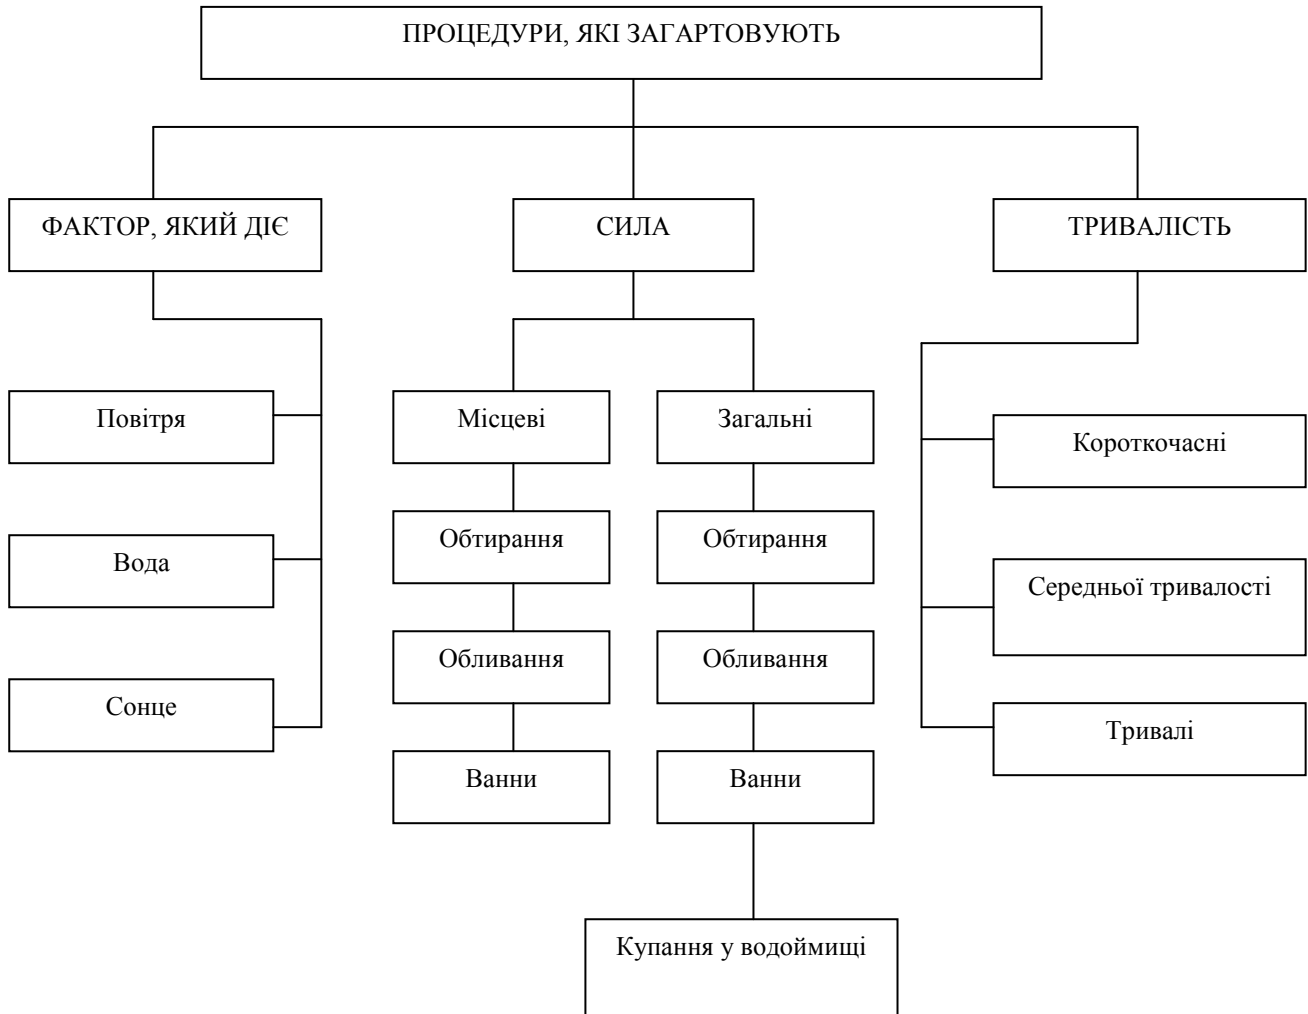 ПРОЦЕДУРИ, ЯКІ ЗАГАРТОВУЮТЬ
ФАКТОР, ЯКИЙ ДІЄ
СИЛА
ТРИВАЛІСТЬ
Повітря
Вода
Сонце
Місцеві
Обтирання
Обливання
Ванни
Загальні
Обтирання
Обливання
Ванни
Купання у водоймищі
Короткочасні
Середньої тривалості
Тривалі